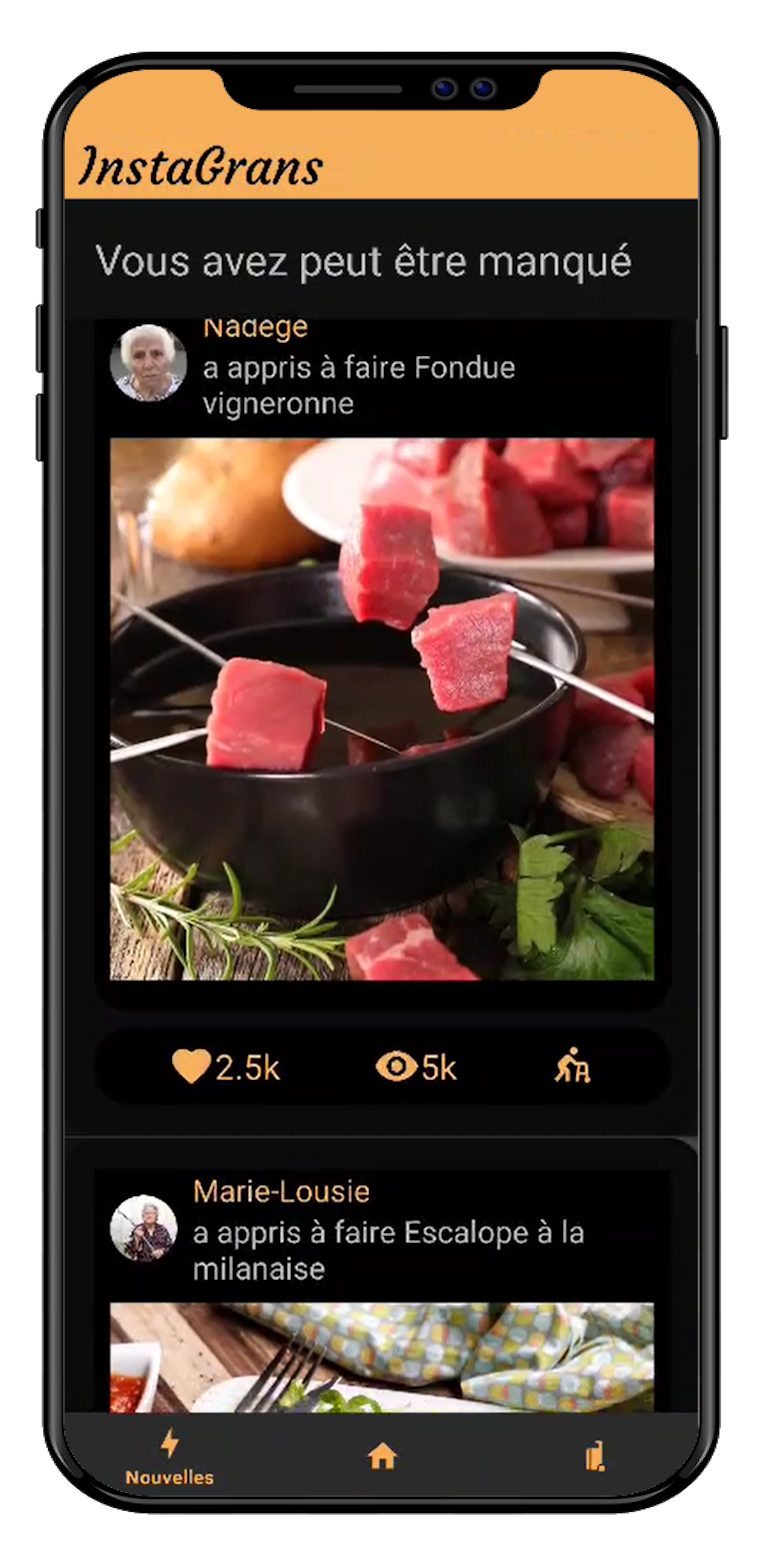 InstaGrans
Vous avez peut être manqué
Nadege
a appris à faire Fondue
vigneronne
2.5k
5k
Marie-Lousie
a appris à faire Escalope à la
milanaise
Nouvelles